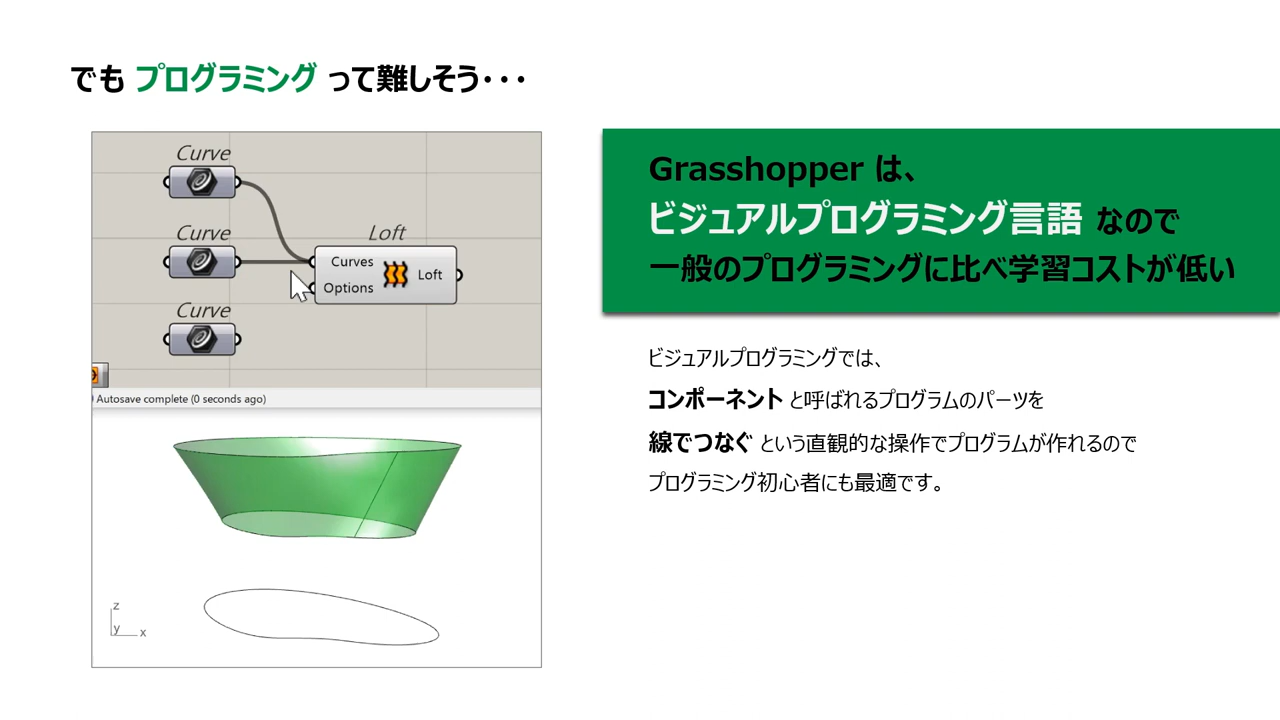 でも プログラミング って難しそう・・・
Curve
Curve
Loft
Curves
Loft
Options
Curve
Autosave complete (0 seconds ago)
z
y
x
Grasshopper は、
ビジュアルプログラミング言語 なので
一般のプログラミングに比べ学習コストが低い
ビジュアルプログラミングでは、
コンポーネント と呼ばれるプログラムのパーツを
線でつなぐ という直観的な操作でプログラムが作れるので
プログラミング初心者にも最適です。